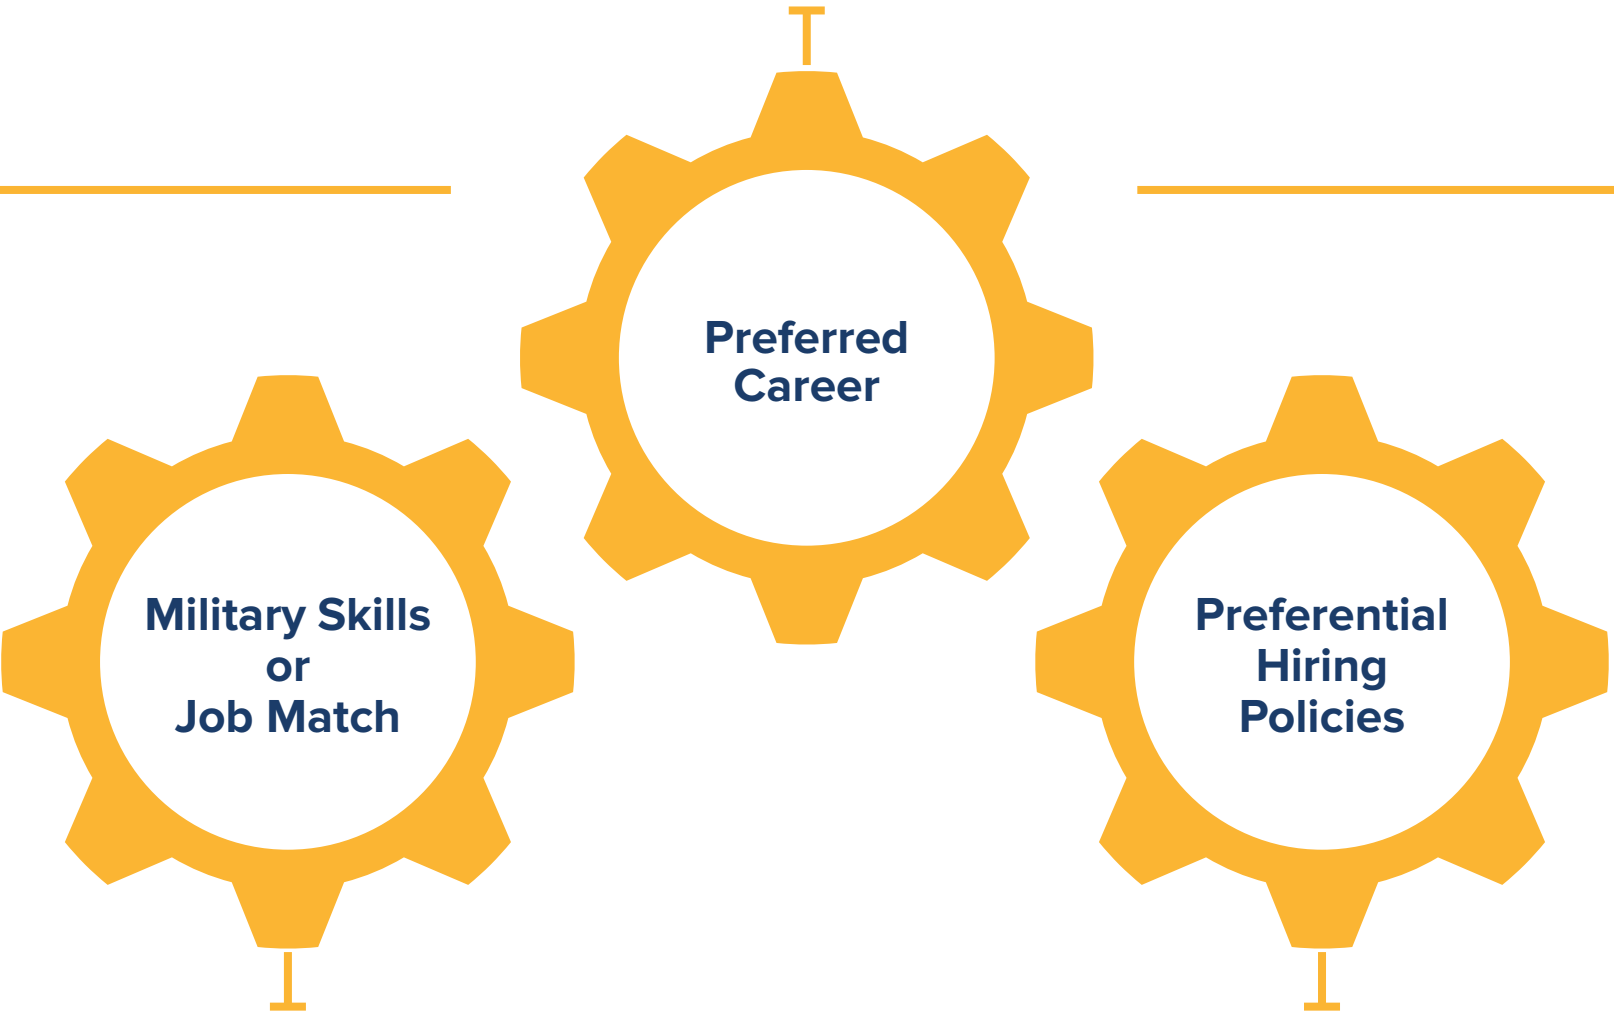 Preferred
Career
Military Skills
or
Job Match
Preferential
Hiring
Policies